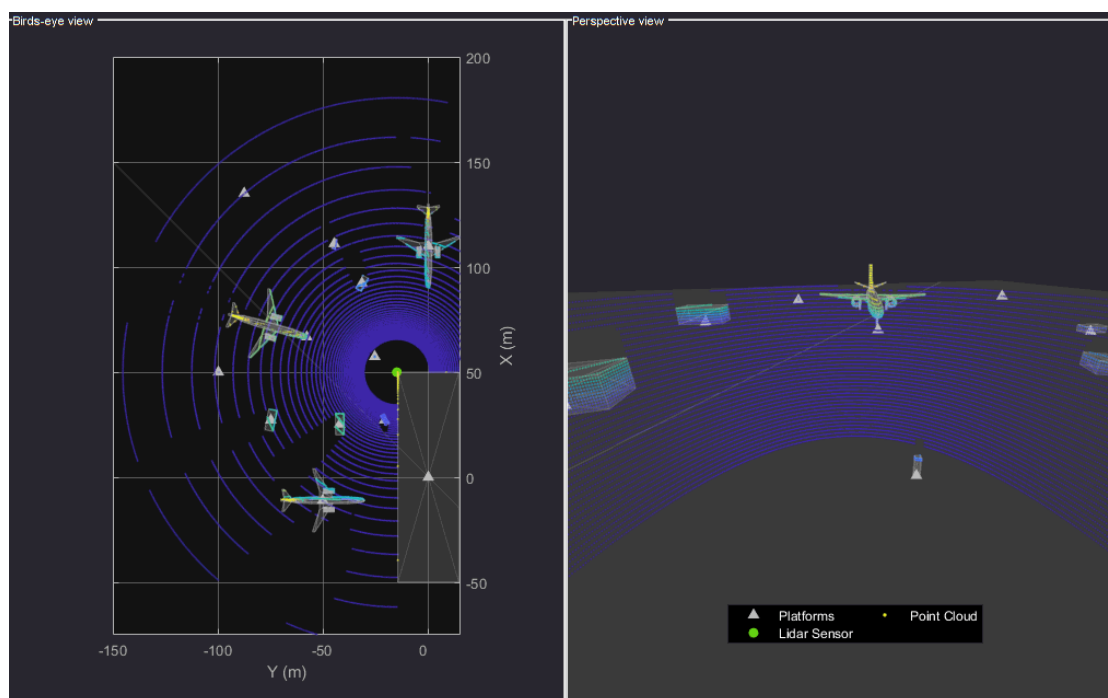 Birds-eye view
Perspective view
200
150
100
50
0
-50
X (m)
-150
-100
-50
0
Y (m)
Platforms
Point Cloud
Lidar Sensor